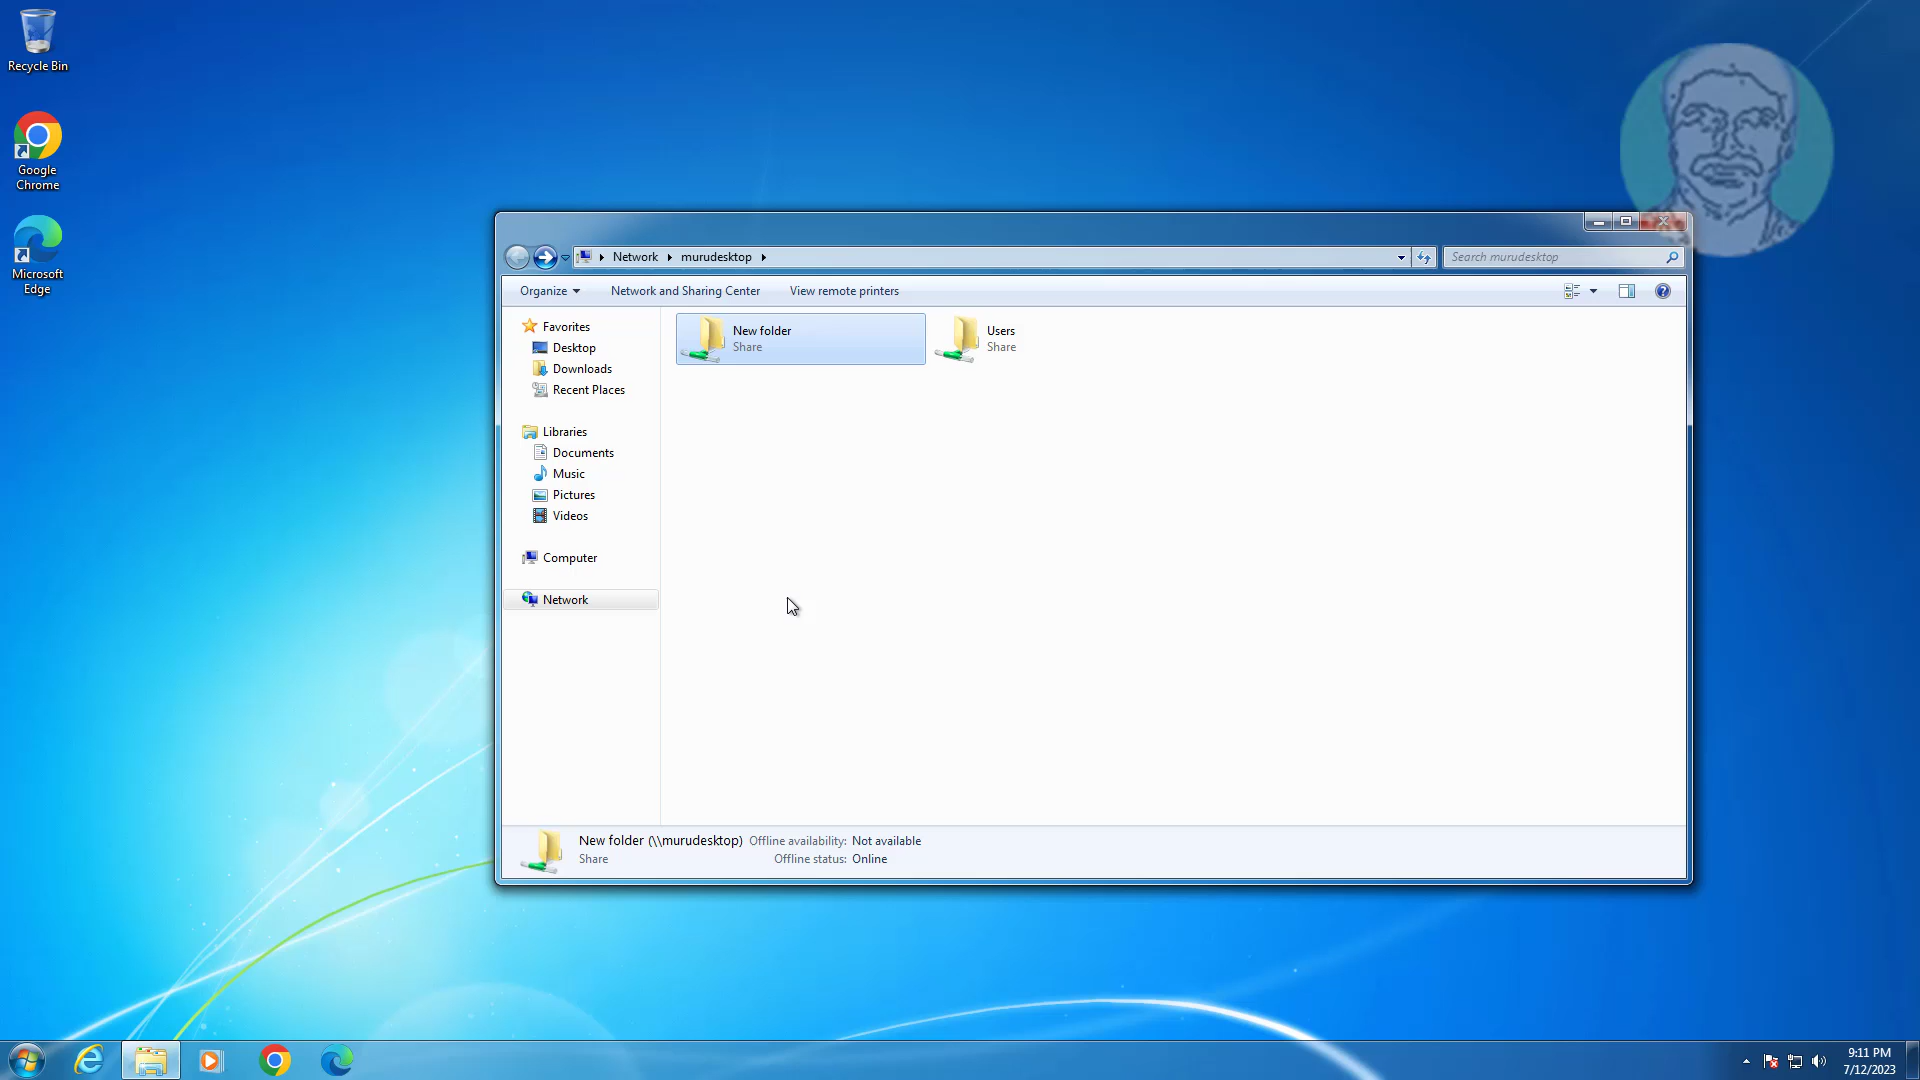 Recycle Bin
Google
Chrome
Microsoft
Edge
Network
murudesktop
Search murudesktop
Organize
Network and Sharing Center
View remote printers
Favorites
Desktop
Downloads
Recent Places
Libraries
Documents
Music
Pictures
Videos
Computer
Network
New folder
Share
Users
Share
New folder (\\murudesktop) Offline availability: Not available
Share Offline status: Online
9:11 PM
7/12/2023